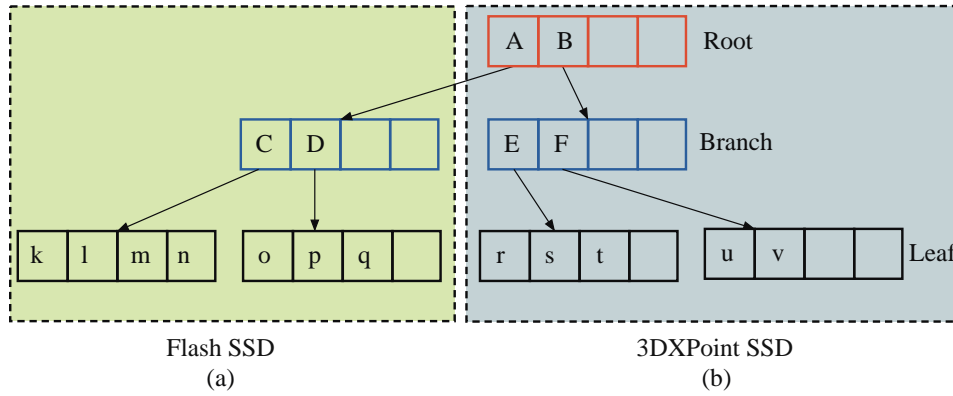 A B Root
C D E F Branch
k l m n o p q r s t u v Leaf
Flash SSD 3DXPoint SSD
(a) (b)